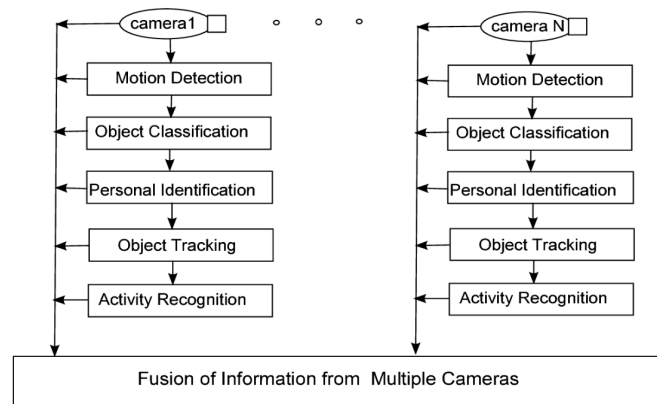 camera1
Motion Detection
Object Classification
Personal Identification
Object Tracking
Activity Recognition
camera N
Motion Detection
Object Classification
Personal Identification
Object Tracking
Activity Recognition
Fusion of Information from Multiple Cameras